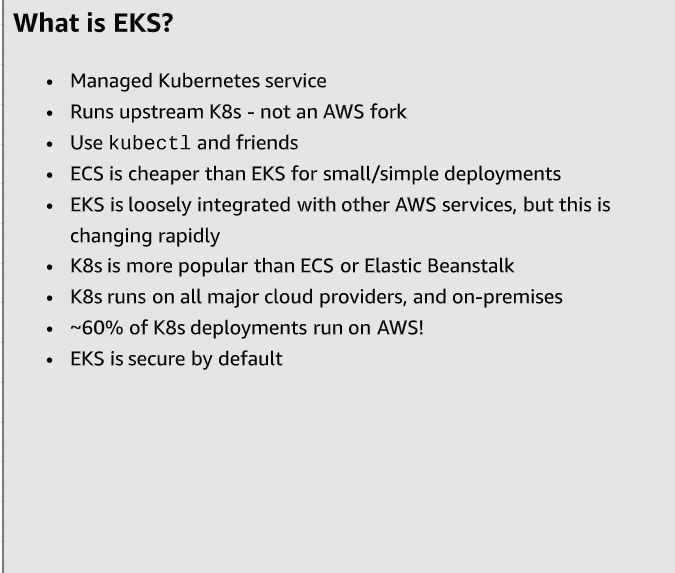 What is EKS?
• Managed Kubernetes service
• Runs upstream K8s - not an AWS fork
• Use kubectl and friends
• ECS is cheaper than EKS for small/simple deployments
• EKS is loosely integrated with other AWS services, but this is
changing rapidly
• K8s is more popular than ECS or Elastic Beanstalk
• K8s runs on all major cloud providers, and on-premises
• ~60% of K8s deployments run on AWS!
• EKS is secure by default